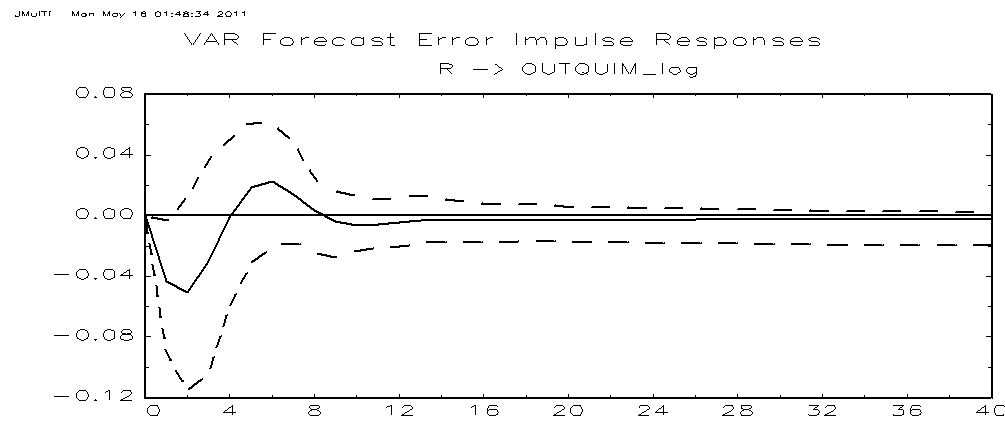 JMulTi Mon May 16 01:48:34 2011
VAR Forecast Error Impulse Responses
R -> OUTQUIM_log
0.08
0.04
0.00
-0.04
-0.08
-0.12
0 4 8 12 16 20 24 28 32 36 40